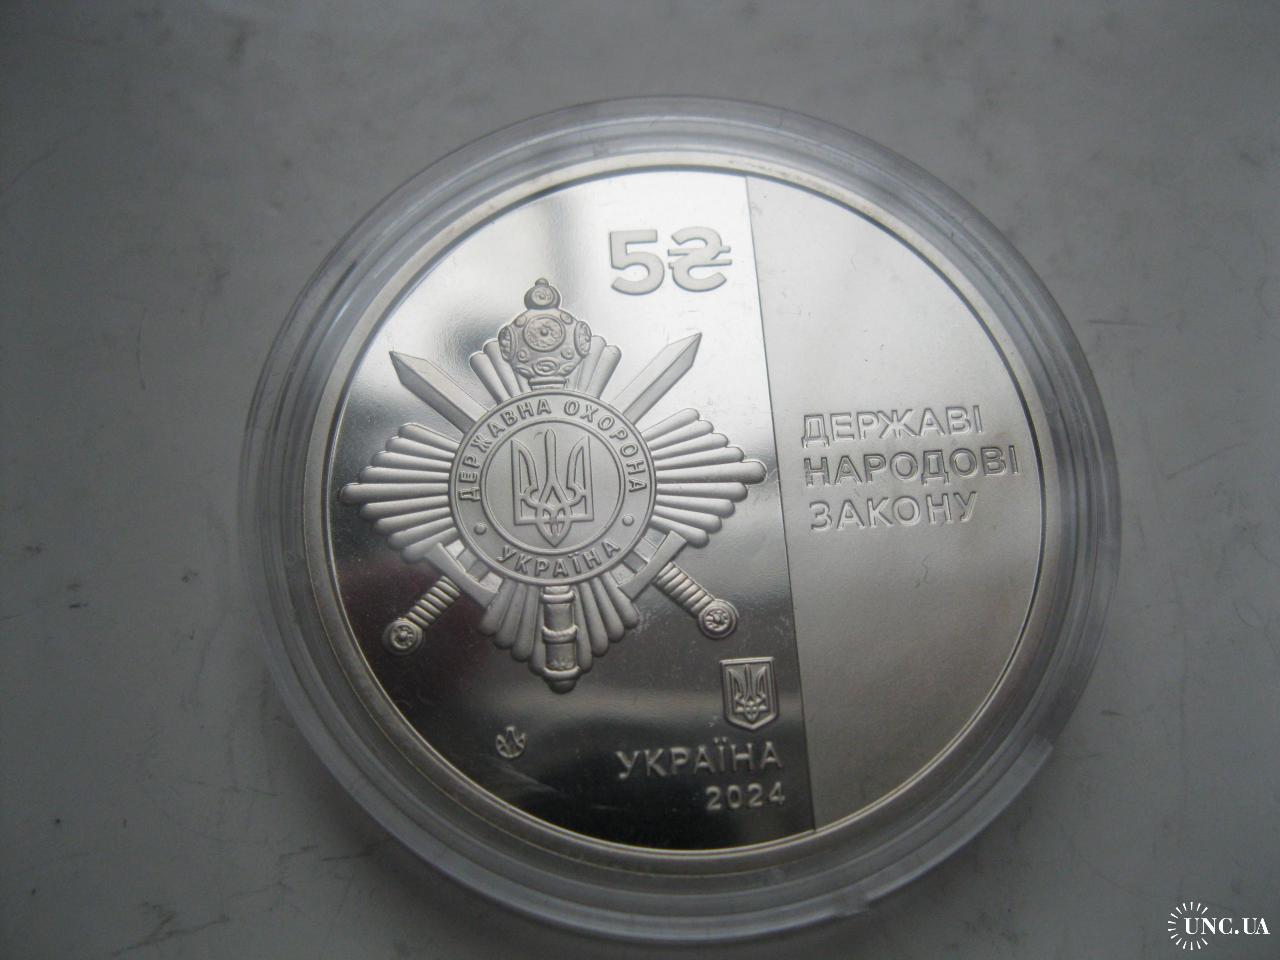 5₴
ДЕРЖАВНА ОХОРОНА
• УКРАЇНА •
ДЕРЖАВІ
НАРОДОВІ
ЗАКОНУ
УКРАЇНА
2024
UNC.UA